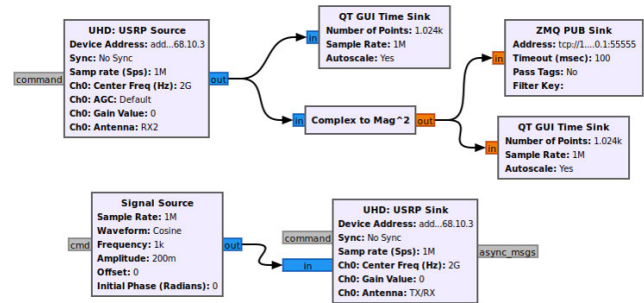 UHD: USRP Source
Device Address: add...68.10.3
Sync: No Sync
Samp rate (Sps): 1M
Ch0: Center Freq (Hz): 2G
Ch0: AGC: Default
Ch0: Gain Value: 0
Ch0: Antenna: RX2
command
out
QT GUI Time Sink
Number of Points: 1.024k
Sample Rate: 1M
Autoscale: Yes
in
in
Complex to Mag^2
out
ZMQ PUB Sink
Address: tcp://1....0.1:55555
Timeout (msec): 100
Pass Tags: No
Filter Key:
in
QT GUI Time Sink
Number of Points: 1.024k
Sample Rate: 1M
Autoscale: Yes
in
Signal Source
Sample Rate: 1M
Waveform: Cosine
Frequency: 1k
Amplitude: 200m
Offset: 0
Initial Phase (Radians): 0
cmd
out
UHD: USRP Sink
Device Address: add...68.10.3
Sync: No Sync
Samp rate (Sps): 1M
Ch0: Center Freq (Hz): 2G
Ch0: Gain Value: 0
Ch0: Antenna: TX/RX
command
in
async_msgs